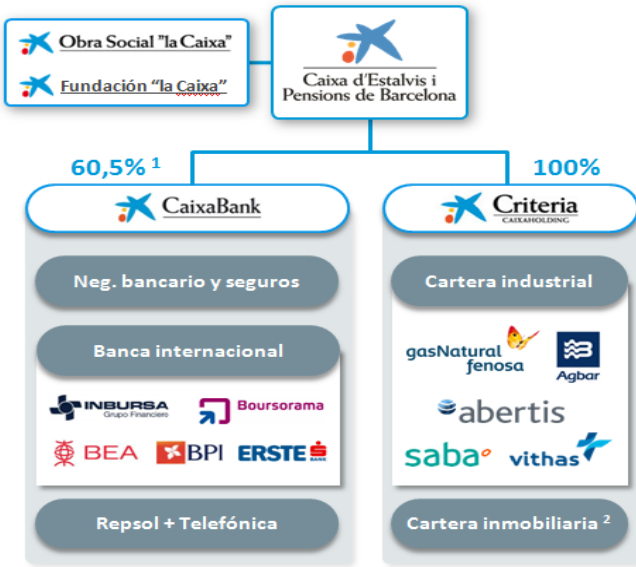 Obra Social "la Caixa"
Fundación "la Caixa"
Caixa d'Estalvis i
Pensions de Barcelona
60,5% ¹
100%
CaixaBank
Criteria
CAIXAHOLDING
Neg. bancario y seguros
Cartera industrial
Banca internacional
gasNatural
fenosa
Agbar
INBURSA
Grupo Financiero
Boursorama
abertis
BEA
BPI
ERSTE
BANK
saba
vithas
Repsol + Telefónica
Cartera inmobiliaria ²